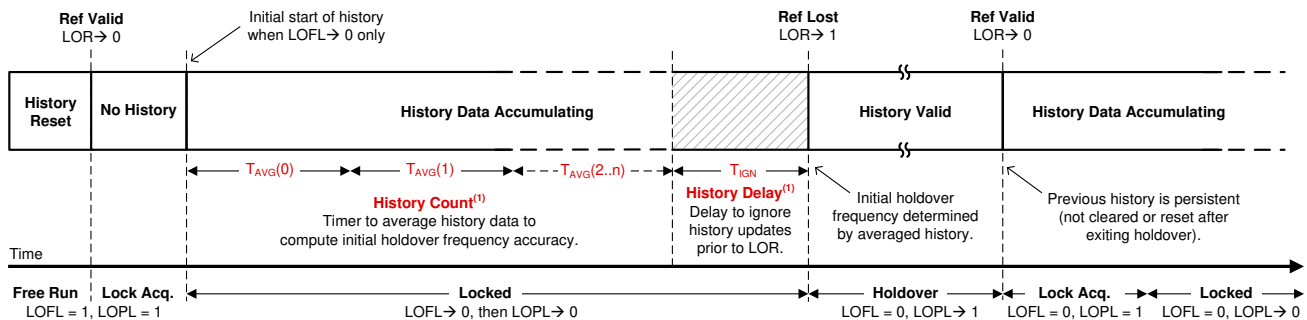 Ref Valid
LOR→ 0
Initial start of history
when LOFL→ 0 only
Ref Lost
LOR→ 1
Ref Valid
LOR→ 0
History
Reset
No History
History Data Accumulating
History Valid
History Data Accumulating
TAVG(0)
TAVG(1)
TAVG(2..n)
TIGN
History Count(1)
Timer to average history data to
compute initial holdover frequency accuracy.
History Delay(1)
Delay to ignore
history updates
prior to LOR.
Initial holdover
frequency determined
by averaged history.
Previous history is persistent
(not cleared or reset after
exiting holdover).
Time
Free Run
Lock Acq.
LOFL = 1, LOPL = 1
Locked
LOFL→ 0, then LOPL→ 0
Holdover
LOFL = 0, LOPL→ 1
Lock Acq.
LOFL = 0, LOPL = 1
Locked
LOFL = 0, LOPL→ 0